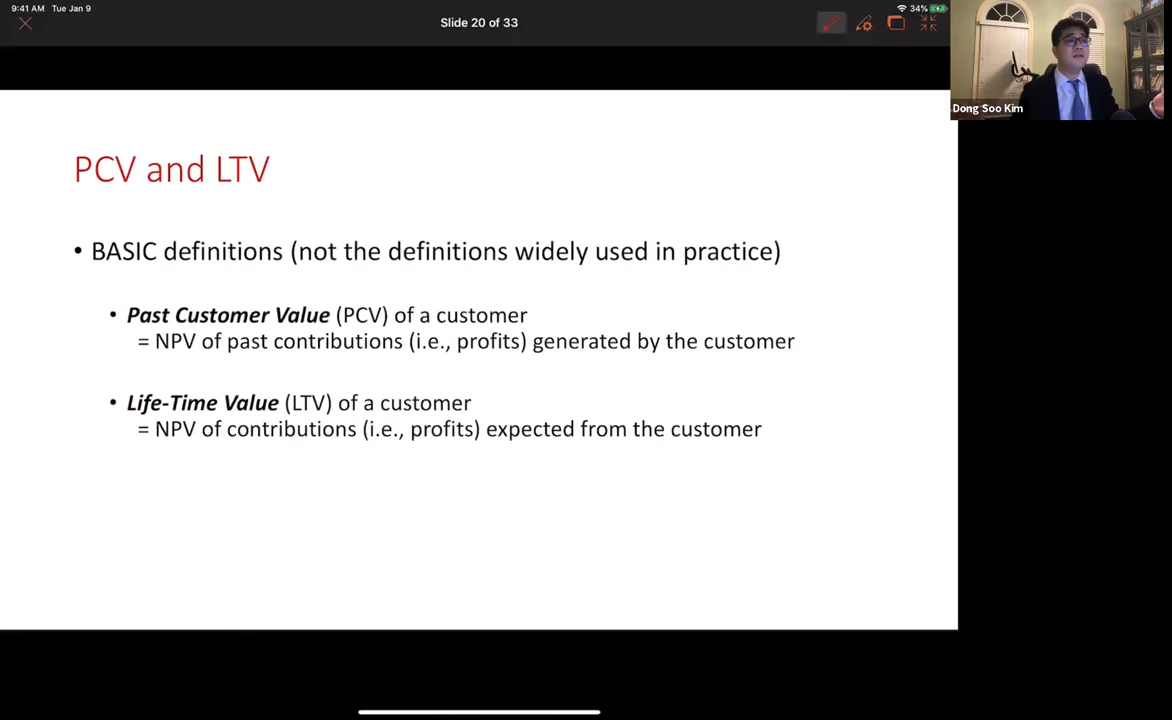 9:41 AM Tue Jan 9
34%
Slide 20 of 33
Dong Soo Kim
PCV and LTV
• BASIC definitions (not the definitions widely used in practice)
• Past Customer Value (PCV) of a customer
= NPV of past contributions (i.e., profits) generated by the customer
• Life-Time Value (LTV) of a customer
= NPV of contributions (i.e., profits) expected from the customer